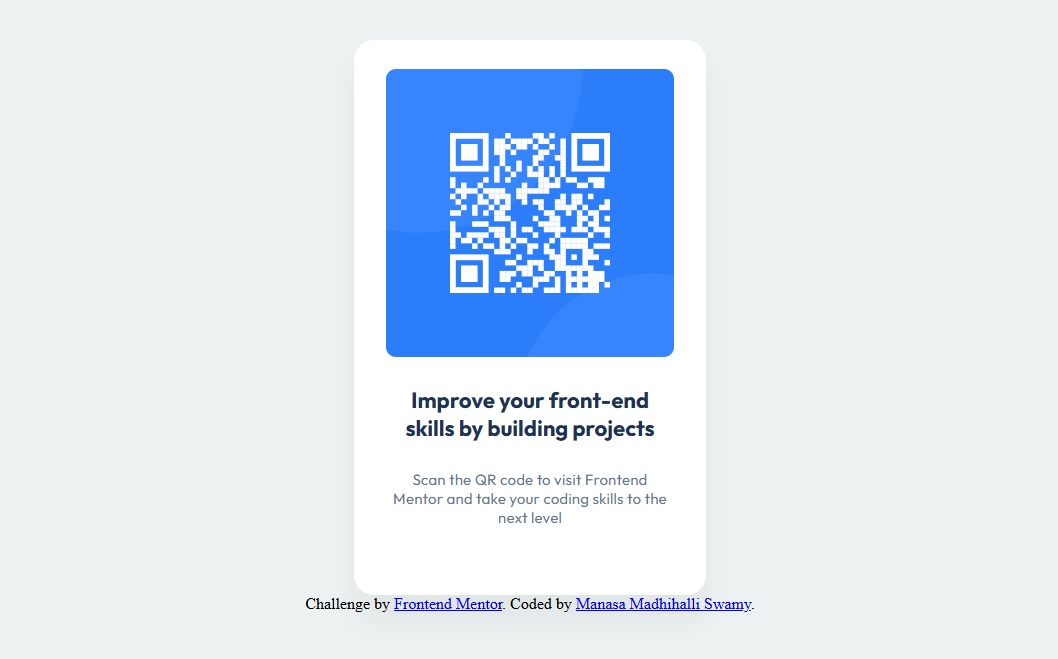 Improve your front-end
skills by building projects
Scan the QR code to visit Frontend
Mentor and take your coding skills to the
next level
Challenge by Frontend Mentor. Coded by Manasa Madhihalli Swamy.